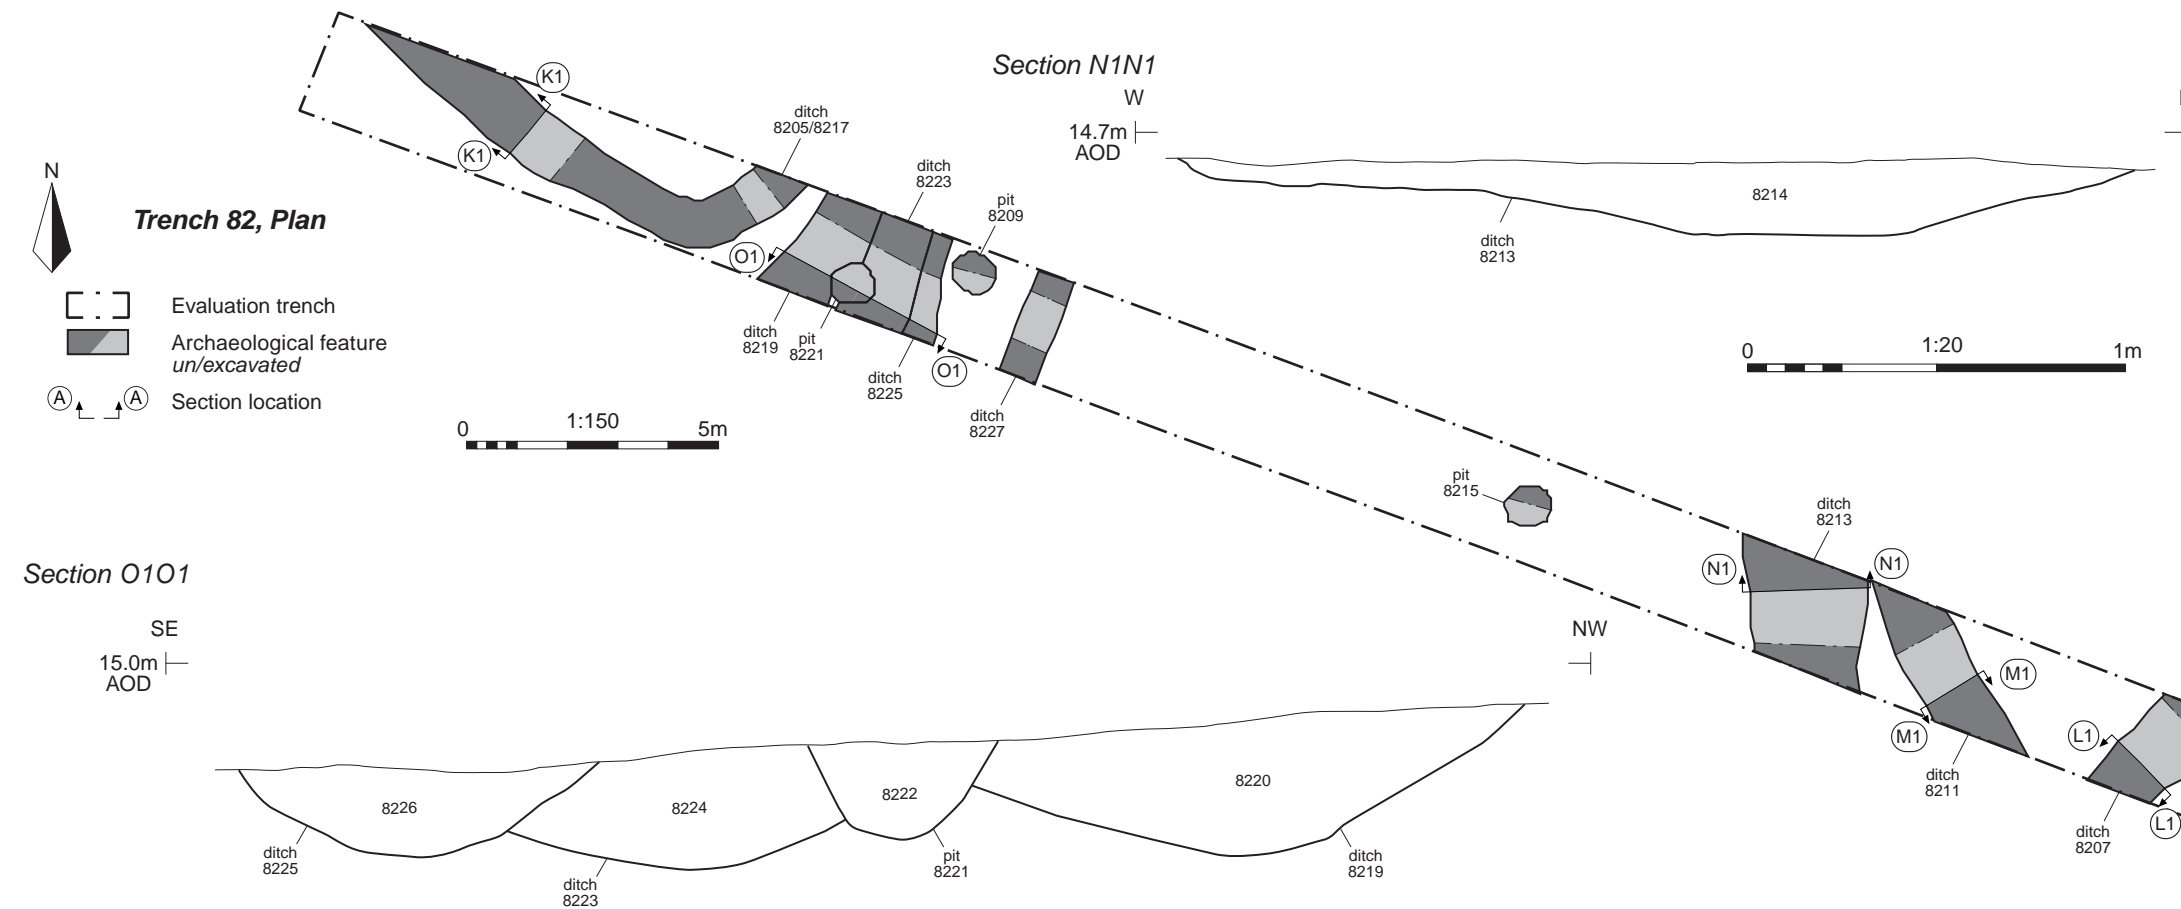 Section N1N1
W
14.7m
AOD
8214
ditch
8213
0
1:20
1m
N
Trench 82, Plan
Evaluation trench
Archaeological feature
un/excavated
A
A
Section location
0
1:150
5m
K1
K1
ditch
8205/8217
ditch
8223
pit
8209
O1
ditch
8219
pit
8221
ditch
8225
O1
ditch
8227
pit
8215
ditch
8213
N1
N1
M1
M1
ditch
8211
L1
ditch
8207
L1
Section O1O1
SE
15.0m
AOD
NW
8226
8224
8222
8220
ditch
8225
ditch
8223
pit
8221
ditch
8219